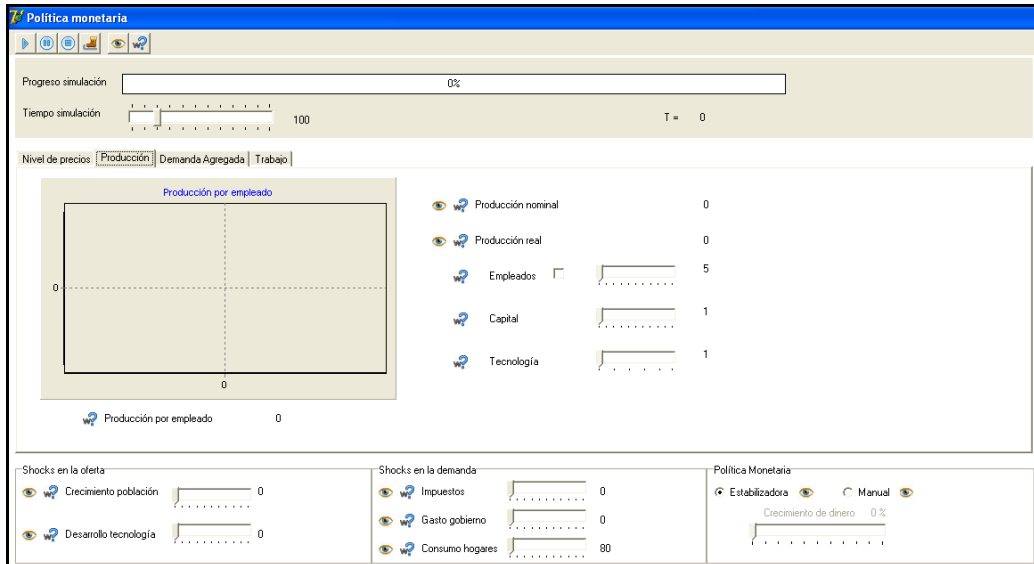 Política monetaria
Progreso simulación 0%
Tiempo simulación 100 T = 0
Nivel de precios Producción Demanda Agregada Trabajo
Producción por empleado
0
0
Producción por empleado 0
Producción nominal 0
Producción real 0
Empleados 5
Capital 1
Tecnología 1
Shocks en la oferta
Crecimiento población 0
Desarrollo tecnología 0
Shocks en la demanda
Impuestos 0
Gasto gobierno 0
Consumo hogares 80
Política Monetaria
Estabilizadora Manual
Crecimiento de dinero 0 %